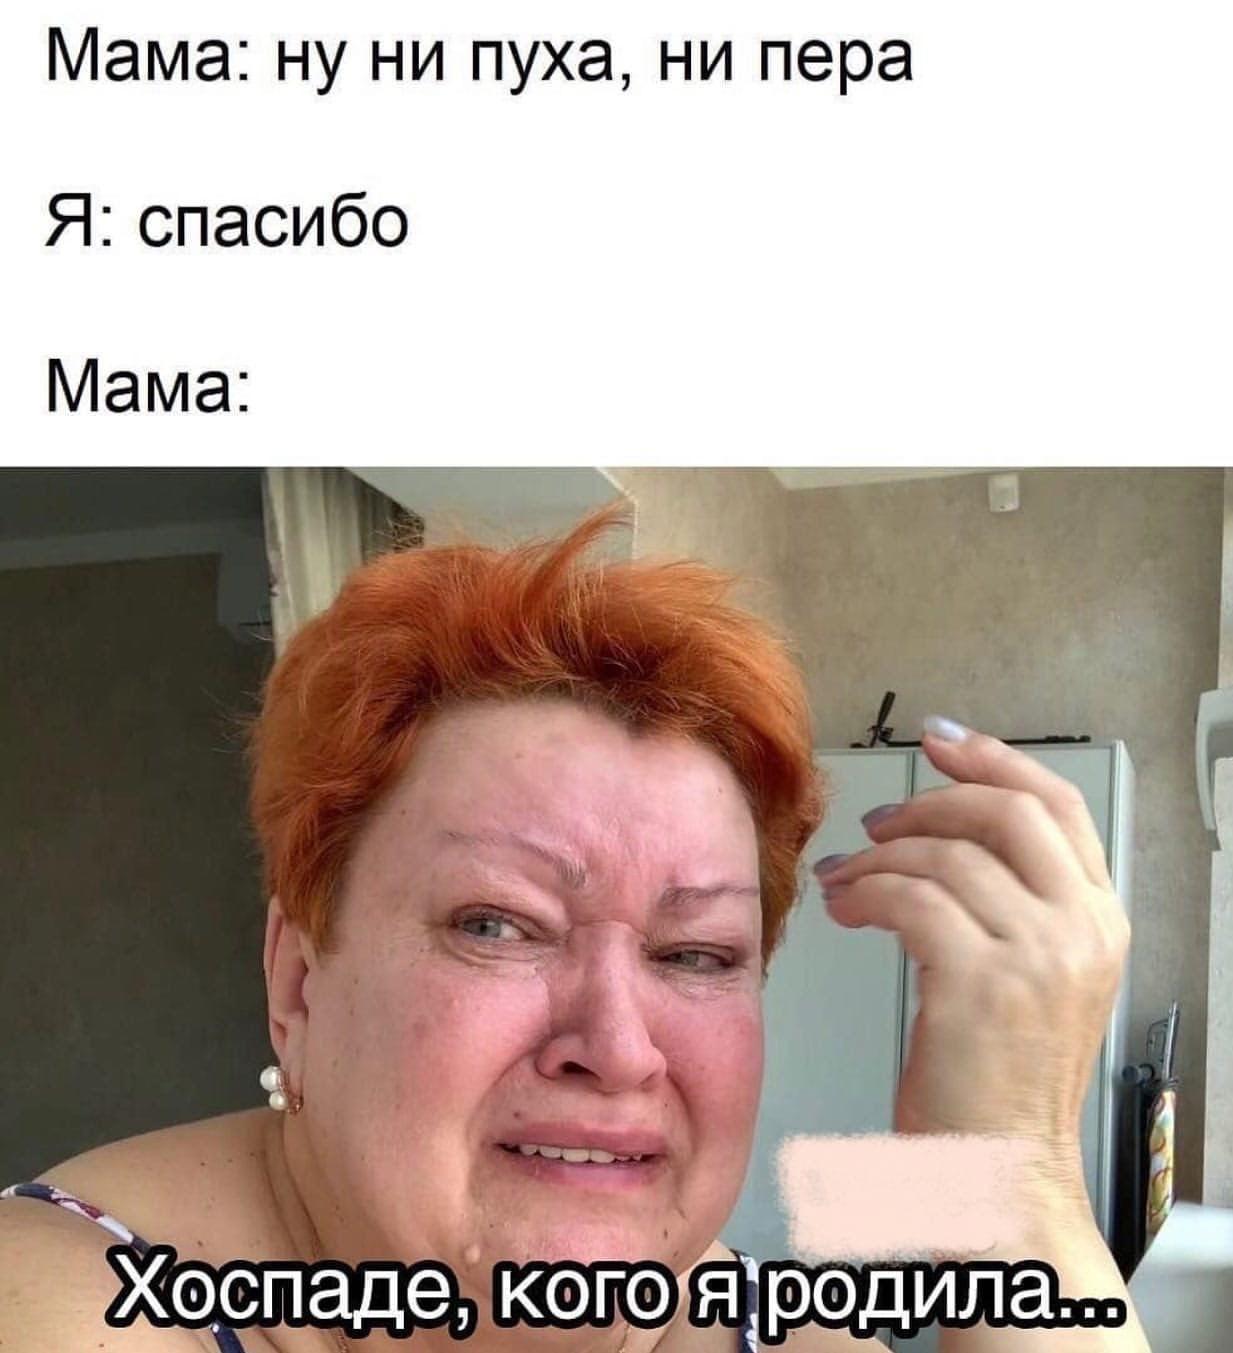 Мама: ну ни пуха, ни пера
Я: спасибо
Мама:
Хоспаде, кого я родила...